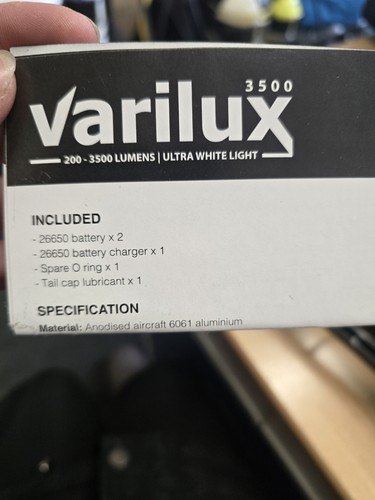 varilux 3500
200 - 3500 LUMENS | ULTRA WHITE LIGHT
INCLUDED
- 26650 battery x 2
- 26650 battery charger x 1
- Spare O ring x 1
- Tail cap lubricant x 1
SPECIFICATION
Material: Anodised aircraft 6061 aluminium